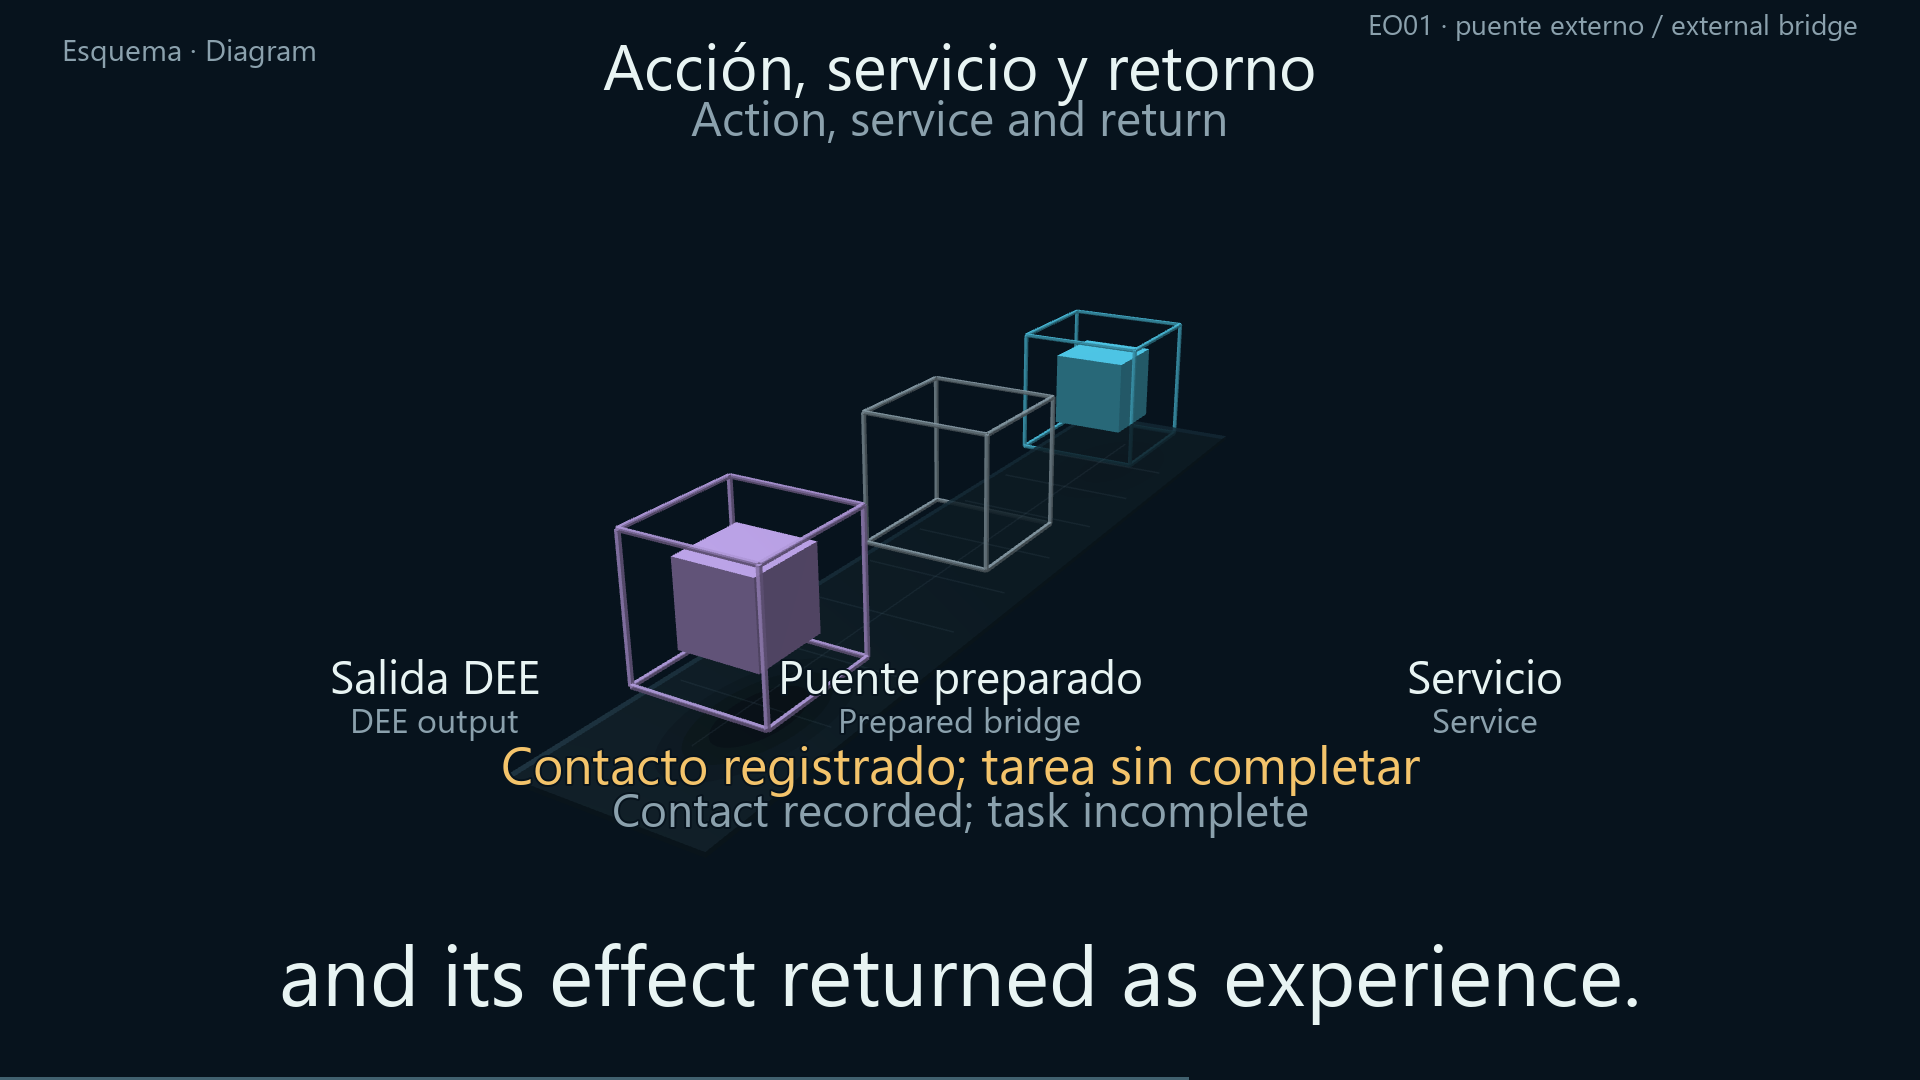 Esquema · Diagram
EO01 · puente externo / external bridge
Acción, servicio y retorno
Action, service and return
Salida DEE
DEE output
Puente preparado
Prepared bridge
Servicio
Service
Contacto registrado; tarea sin completar
Contact recorded; task incomplete
and its effect returned as experience.